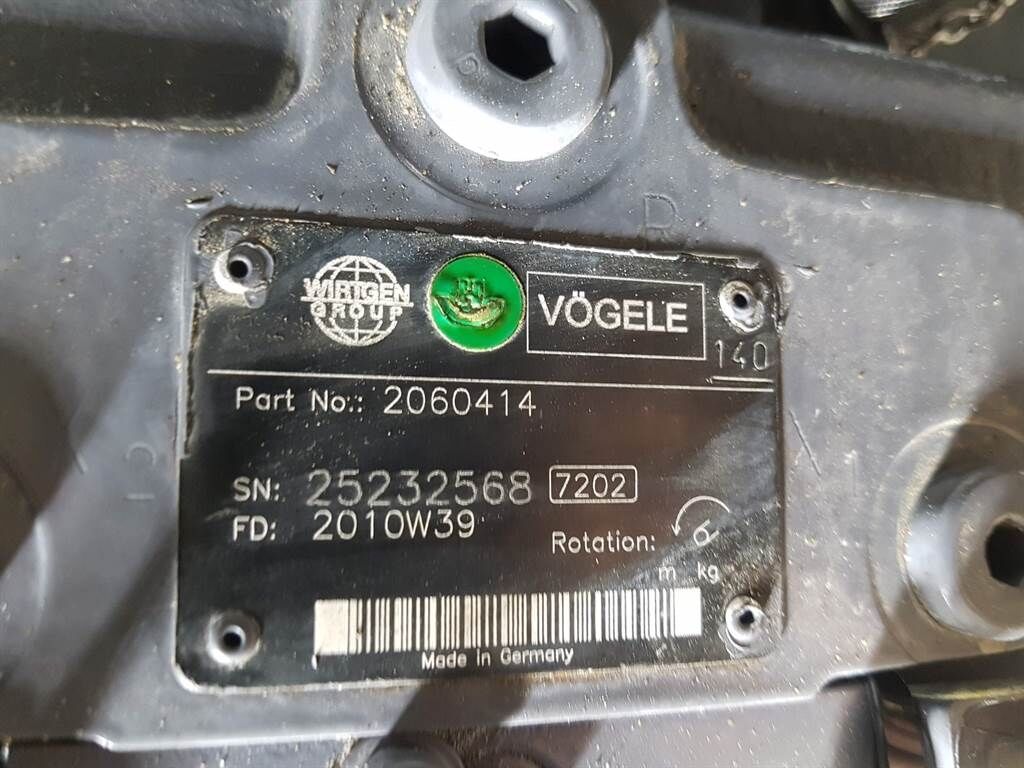 WIRTGEN
GROUP
VÖGELE
140
Part No.: 2060414
SN: 25232568 7202
FD: 2010W39
Rotation:
m kg
Made in Germany
R